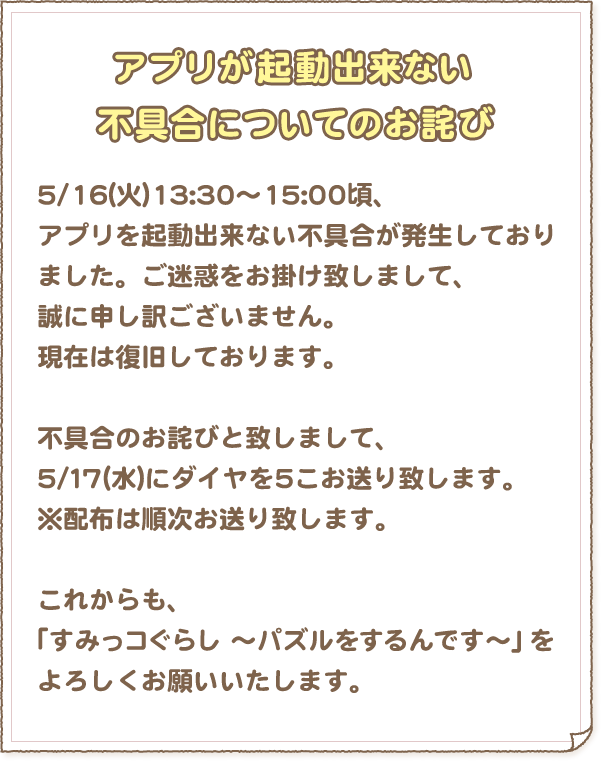 アプリが起動出来ない
不具合についてのお詫び
5/16(火)13:30～15:00頃、
アプリを起動出来ない不具合が発生しており
ました。ご迷惑をお掛け致しまして、
誠に申し訳ございません。
現在は復旧しております。
不具合のお詫びと致しまして、
5/17(水)にダイヤを5こお送り致します。
※配布は順次お送り致します。
これからも、
「すみっコぐらし ～パズルをするんです～」を
よろしくお願いいたします。